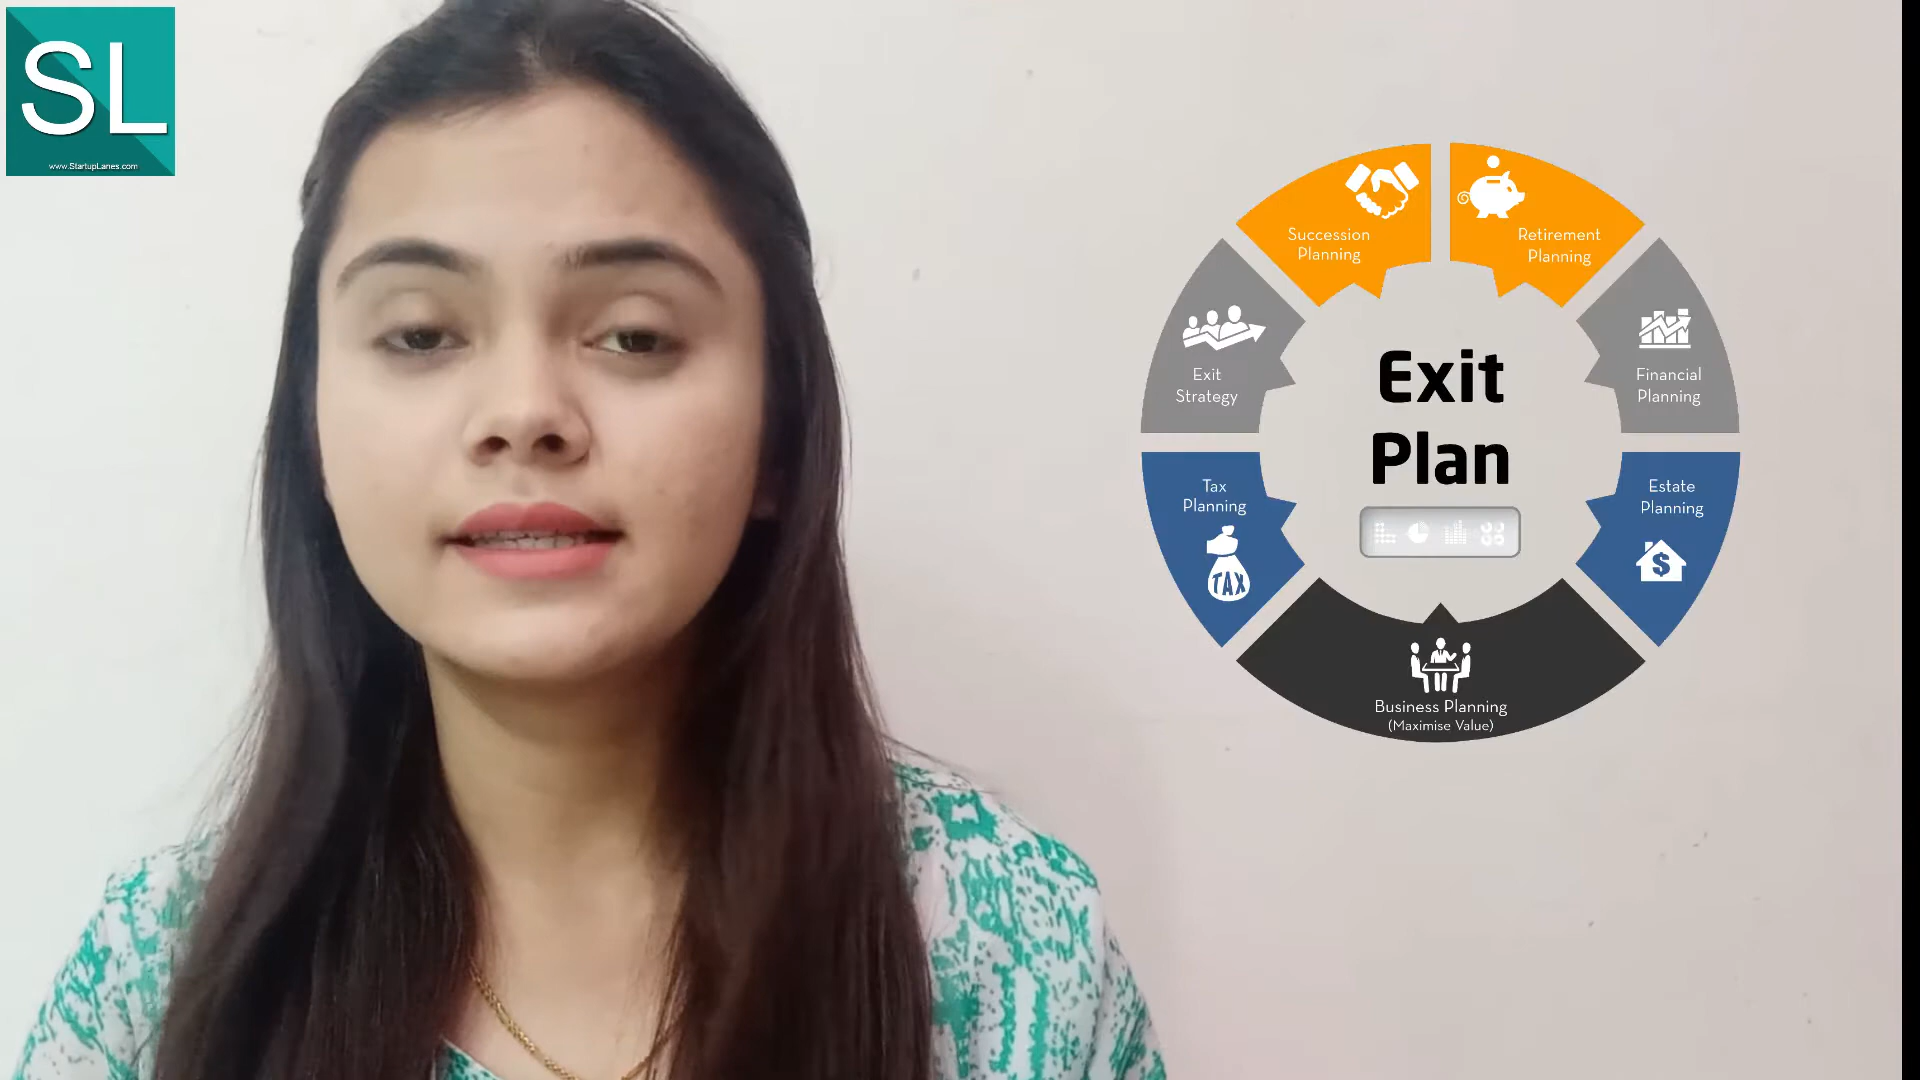 SL
www.StartupLanes.com
Succession
Planning
Retirement
Planning
Exit
Strategy
Financial
Planning
Exit
Plan
Tax
Planning
TAX
Estate
Planning
$
Business Planning
(Maximise Value)